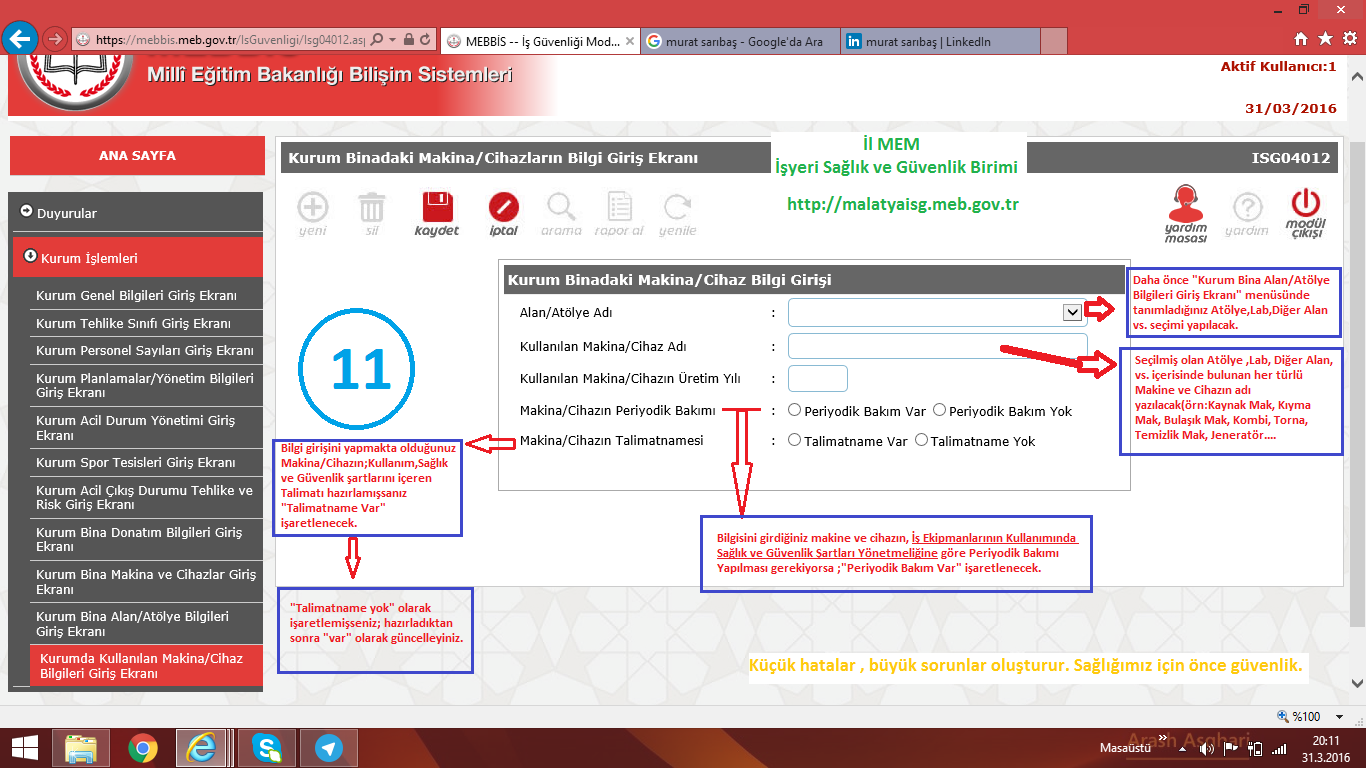 https://mebbis.meb.gov.tr/IsGuvenligi/Isg04012.as
MEBBİS -- İş Güvenliği Mod...
murat sarıbaş - Google'da Ara
murat sarıbaş | LinkedIn
Millî Eğitim Bakanlığı Bilişim Sistemleri
Aktif Kullanıcı:1
31/03/2016
ANA SAYFA
Duyurular
Kurum İşlemleri
Kurum Genel Bilgileri Giriş Ekranı
Kurum Tehlike Sınıfı Giriş Ekranı
Kurum Personel Sayıları Giriş Ekranı
Kurum Planlamalar/Yönetim Bilgileri
Giriş Ekranı
Kurum Acil Durum Yönetimi Giriş
Ekranı
Kurum Spor Tesisleri Giriş Ekranı
Kurum Acil Çıkış Durumu Tehlike ve
Risk Giriş Ekranı
Kurum Bina Donatım Bilgileri Giriş
Ekranı
Kurum Bina Makina ve Cihazlar Giriş
Ekranı
Kurum Bina Alan/Atölye Bilgileri
Giriş Ekranı
Kurumda Kullanılan Makina/Cihaz
Bilgileri Giriş Ekranı
Kurum Binadaki Makina/Cihazların Bilgi Giriş Ekranı
İl MEM
İşyeri Sağlık ve Güvenlik Birimi
http://malatyaisg.meb.gov.tr
ISG04012
yeni
sil
kaydet
iptal
arama
rapor al
yenile
yardım
masası
yardım
modül
çıkışı
Kurum Binadaki Makina/Cihaz Bilgi Girişi
Alan/Atölye Adı :
Kullanılan Makina/Cihaz Adı :
Kullanılan Makina/Cihazın Üretim Yılı :
Makina/Cihazın Periyodik Bakımı : Periyodik Bakım Var Periyodik Bakım Yok
Makina/Cihazın Talimatnamesi : Talimatname Var Talimatname Yok
Daha önce "Kurum Bina Alan/Atölye
Bilgileri Giriş Ekranı" menüsünde
tanımladığınız Atölye,Lab,Diğer Alan
vs. seçimi yapılacak.
Seçilmiş olan Atölye ,Lab, Diğer Alan,
vs. içerisinde bulunan her türlü
Makine ve Cihazın adı
yazılacak(örn:Kaynak Mak, Kıyma
Mak, Bulaşık Mak, Kombi, Torna,
Temizlik Mak, Jeneratör....
11
Bilgi girişini yapmakta olduğunuz
Makina/Cihazın;Kullanım,Sağlık
ve Güvenlik şartlarını içeren
Talimatı hazırlamışsanız
"Talimatname Var"
işaretlenecek.
"Talimatname yok" olarak
işaretlemişseniz; hazırladıktan
sonra "var" olarak güncelleyiniz.
Bilgisini girdiğiniz makine ve cihazın, İş Ekipmanlarının Kullanımında
Sağlık ve Güvenlik Şartları Yönetmeliğine göre Periyodik Bakımı
Yapılması gerekiyorsa ;"Periyodik Bakım Var" işaretlenecek.
Küçük hatalar , büyük sorunlar oluşturur. Sağlığımız için önce güvenlik.
%100
Arash Asghari
Masaüstü
20:11
31.3.2016